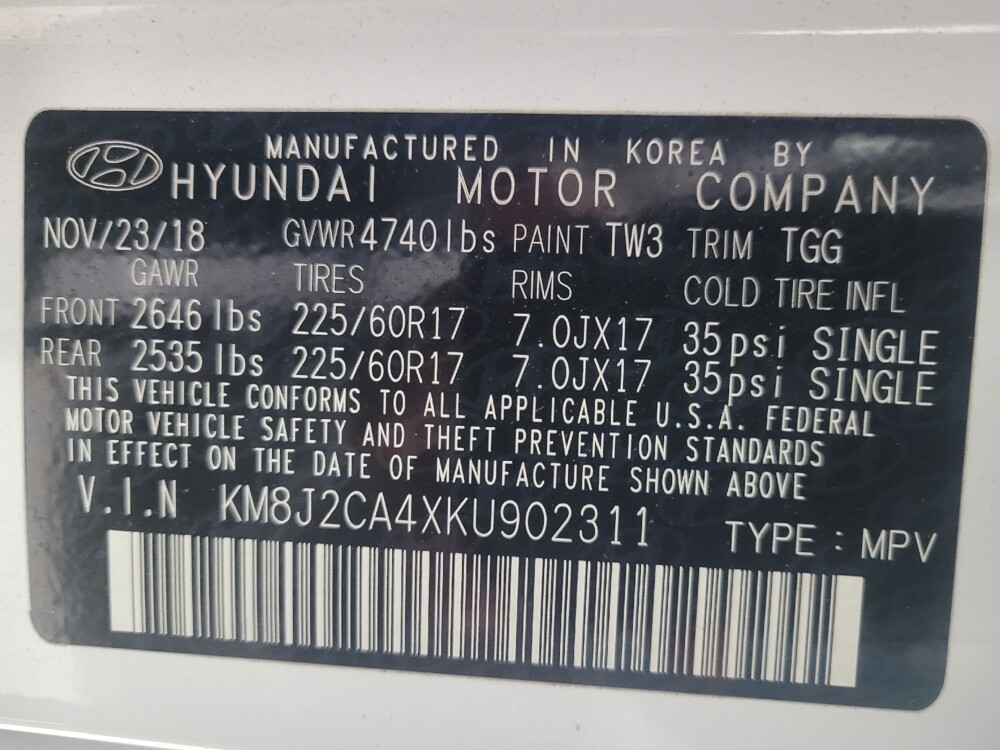 MANUFACTURED IN KOREA BY
HYUNDAI MOTOR COMPANY
NOV/23/18 GVWR 4740lbs PAINT TW3 TRIM TGG
GAWR TIRES RIMS COLD TIRE INFL
FRONT 2646 lbs 225/60R17 7.0JX17 35psi SINGLE
REAR 2535 lbs 225/60R17 7.0JX17 35psi SINGLE
THIS VEHICLE CONFORMS TO ALL APPLICABLE U.S.A. FEDERAL
MOTOR VEHICLE SAFETY AND THEFT PREVENTION STANDARDS
IN EFFECT ON THE DATE OF MANUFACTURE SHOWN ABOVE
V.I.N KM8J2CA4XKU902311 TYPE : MPV